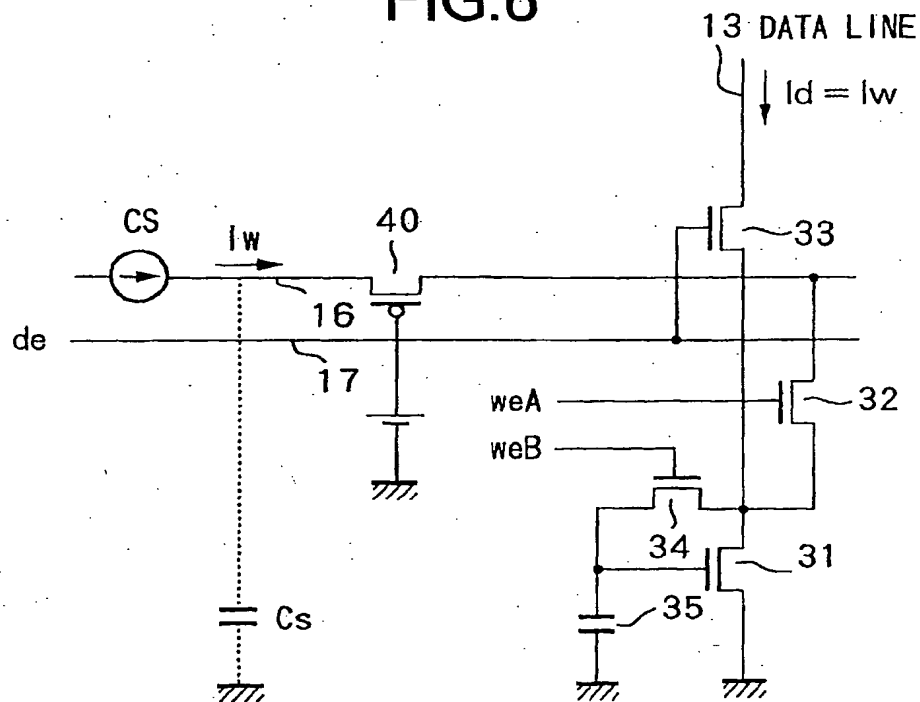 FIG.6
13 DATA LINE
Id = Iw
CS
Iw
40
33
16
de
17
weA
32
weB
34
31
35
Cs